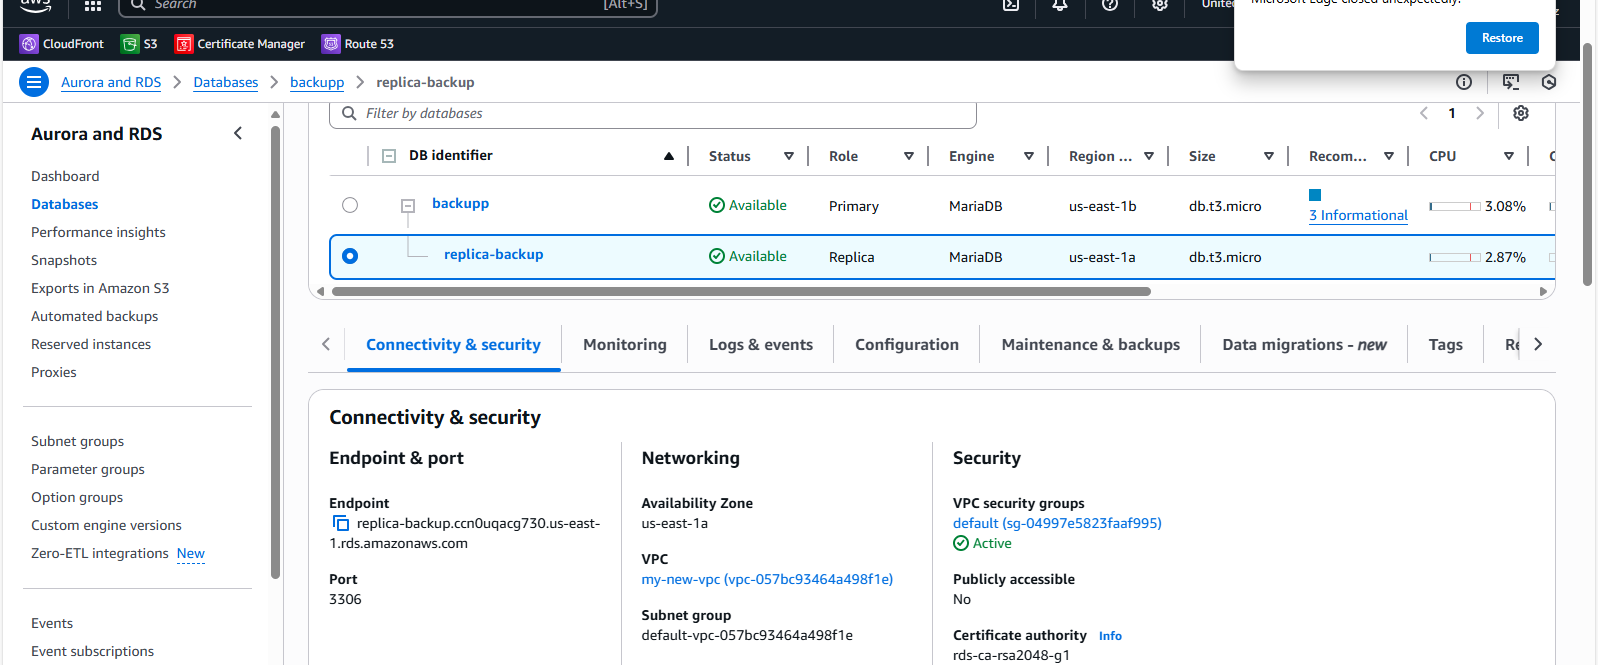 aws
Search
[Alt+S]
United
Microsoft Edge closed unexpectedly.
Restore
CloudFront
S3
Certificate Manager
Route 53
Aurora and RDS
Databases
backupp
replica-backup
Aurora and RDS
Dashboard
Databases
Performance insights
Snapshots
Exports in Amazon S3
Automated backups
Reserved instances
Proxies
Subnet groups
Parameter groups
Option groups
Custom engine versions
Zero-ETL integrations New
Events
Event subscriptions
Filter by databases
1
DB identifier Status Role Engine Region ... Size Recom... CPU
backupp Available Primary MariaDB us-east-1b db.t3.micro 3 Informational 3.08%
replica-backup Available Replica MariaDB us-east-1a db.t3.micro 2.87%
Connectivity & security Monitoring Logs & events Configuration Maintenance & backups Data migrations - new Tags
Connectivity & security
Endpoint & port
Endpoint
replica-backup.ccn0uqacg730.us-east-
1.rds.amazonaws.com
Port
3306
Networking
Availability Zone
us-east-1a
VPC
my-new-vpc (vpc-057bc93464a498f1e)
Subnet group
default-vpc-057bc93464a498f1e
Security
VPC security groups
default (sg-04997e5823faaf995)
Active
Publicly accessible
No
Certificate authority Info
rds-ca-rsa2048-g1